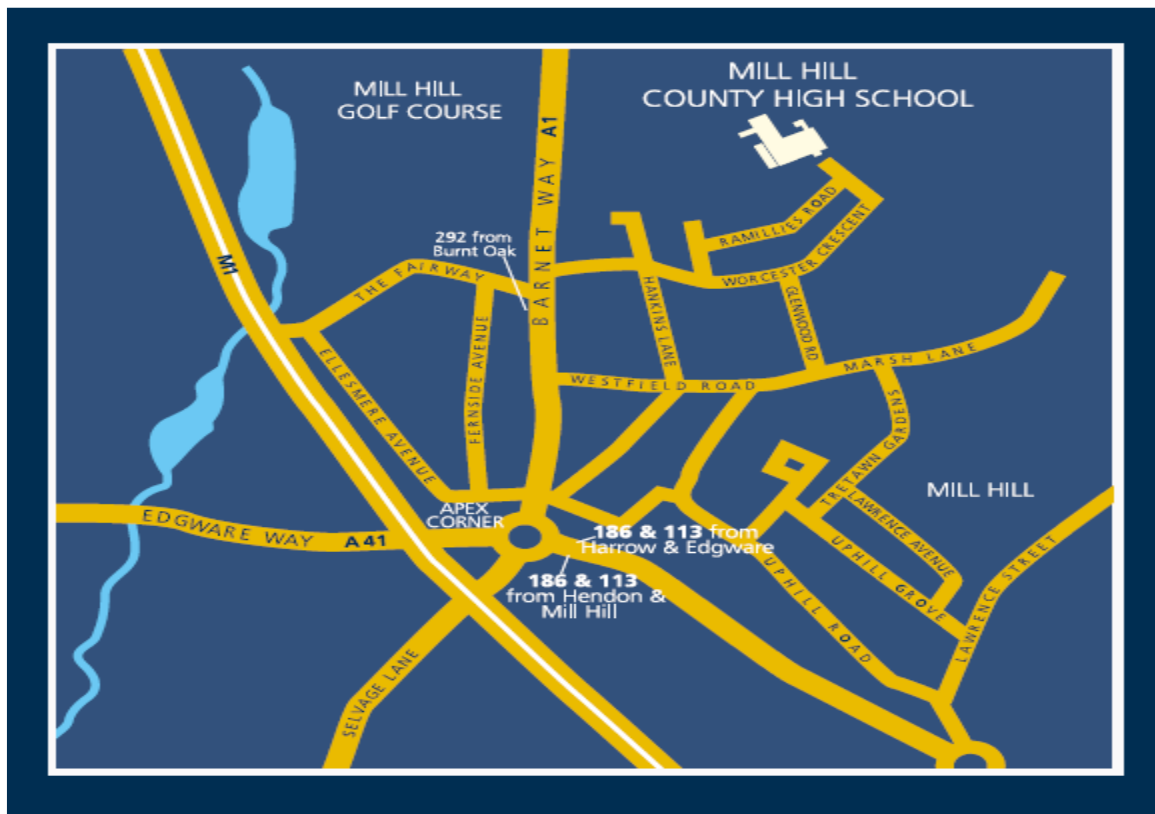 MILL HILL
GOLF COURSE
MILL HILL
COUNTY HIGH SCHOOL
BARNET WAY A1
292 from
Burnt Oak
M1
THE FAIRWAY
RAMILLIES ROAD
WORCESTER CRESCENT
HANKINS LANE
GLENWOOD RD
ELLESMERE AVENUE
FERNSIDE AVENUE
WESTFIELD ROAD
MARSH LANE
TRETAWN GARDENS
MILL HILL
LAWRENCE AVENUE
APEX
CORNER
EDGWARE WAY A41
186 & 113 from
Harrow & Edgware
186 & 113
from Hendon &
Mill Hill
UPHILL GROVE
UPHILL ROAD
LAWRENCE STREET
SELVAGE LANE